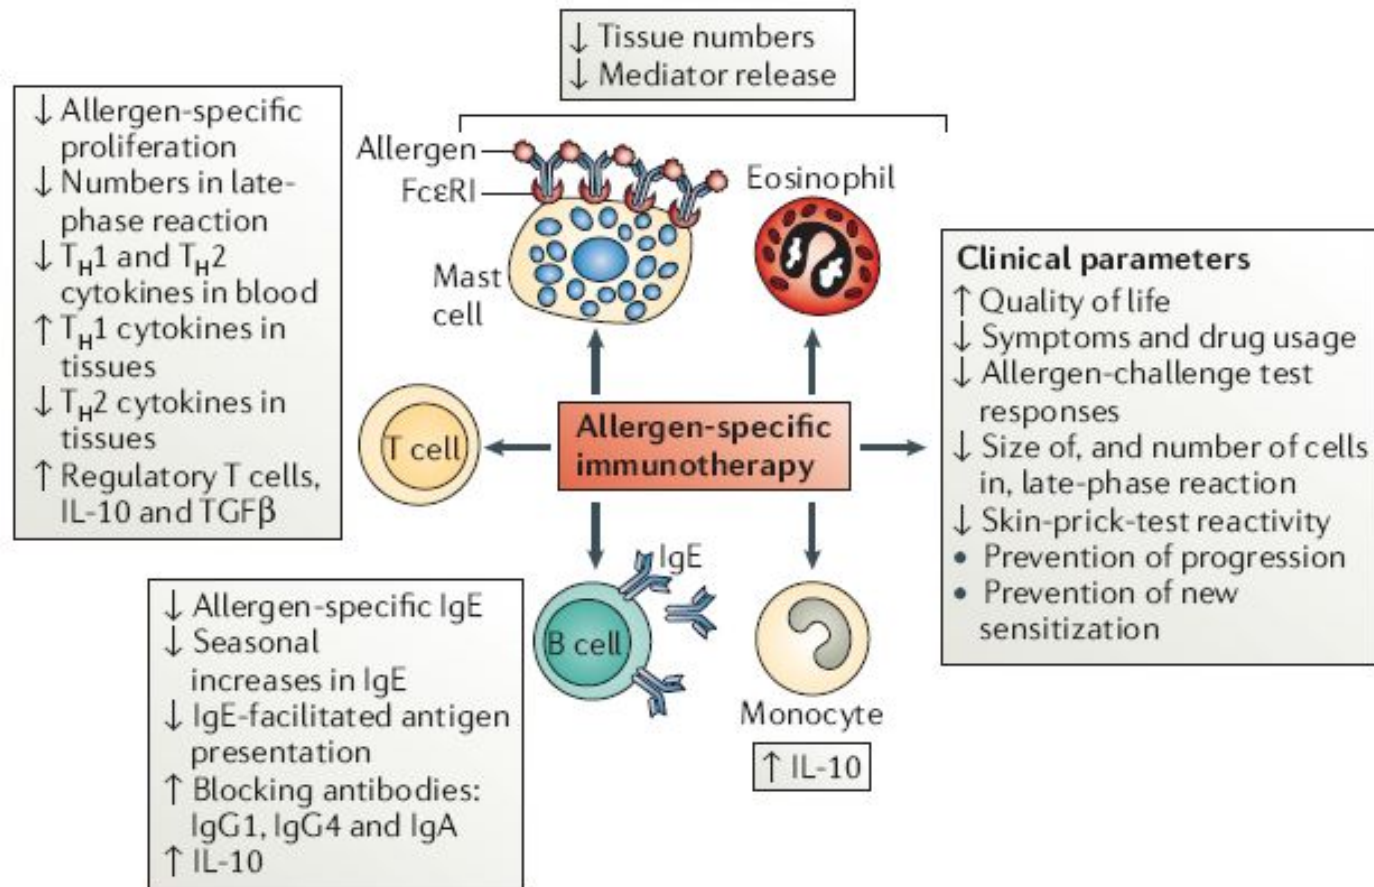 ↓ Tissue numbers
↓ Mediator release
↓ Allergen-specific
proliferation
↓ Numbers in late-
phase reaction
↓ TH1 and TH2
cytokines in blood
↑ TH1 cytokines in
tissues
↓ TH2 cytokines in
tissues
↑ Regulatory T cells,
IL-10 and TGFβ
Allergen
FcεRI
Mast
cell
Eosinophil
T cell
Allergen-specific
immunotherapy
Clinical parameters
↑ Quality of life
↓ Symptoms and drug usage
↓ Allergen-challenge test
responses
↓ Size of, and number of cells
in, late-phase reaction
↓ Skin-prick-test reactivity
• Prevention of progression
• Prevention of new
sensitization
↓ Allergen-specific IgE
↓ Seasonal
increases in IgE
↓ IgE-facilitated antigen
presentation
↑ Blocking antibodies:
IgG1, IgG4 and IgA
↑ IL-10
IgE
B cell
Monocyte
↑ IL-10